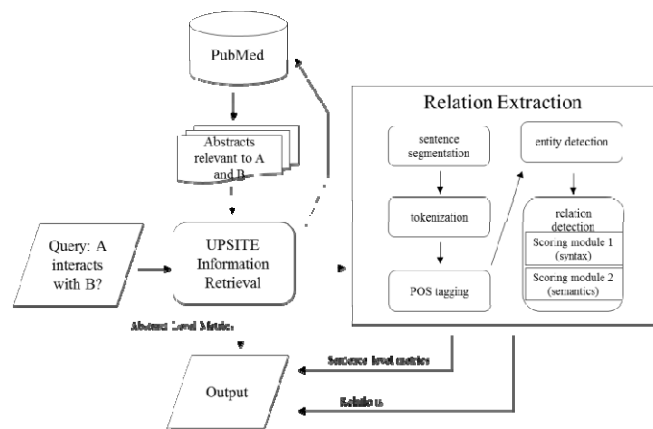 PubMed
Relation Extraction
Abstracts
relevant to A
and B
sentence
segmentation
entity detection
tokenization
relation
detection
Scoring module 1
(syntax)
Scoring module 2
(semantics)
POS tagging
Query: A
interacts
with B?
UPSITE
Information
Retrieval
Abstract Level Metrics
Sentence level metrics
Output
Relations